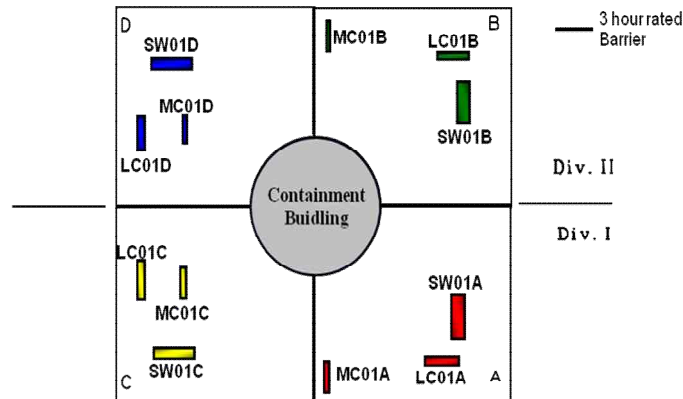 D
SW01D
MC01D
LC01D
B
MC01B
LC01B
SW01B
3 hour rated
Barrier
Containment
Buidling
Div. II
Div. I
LC01C
MC01C
SW01C
C
SW01A
MC01A
LC01A
A